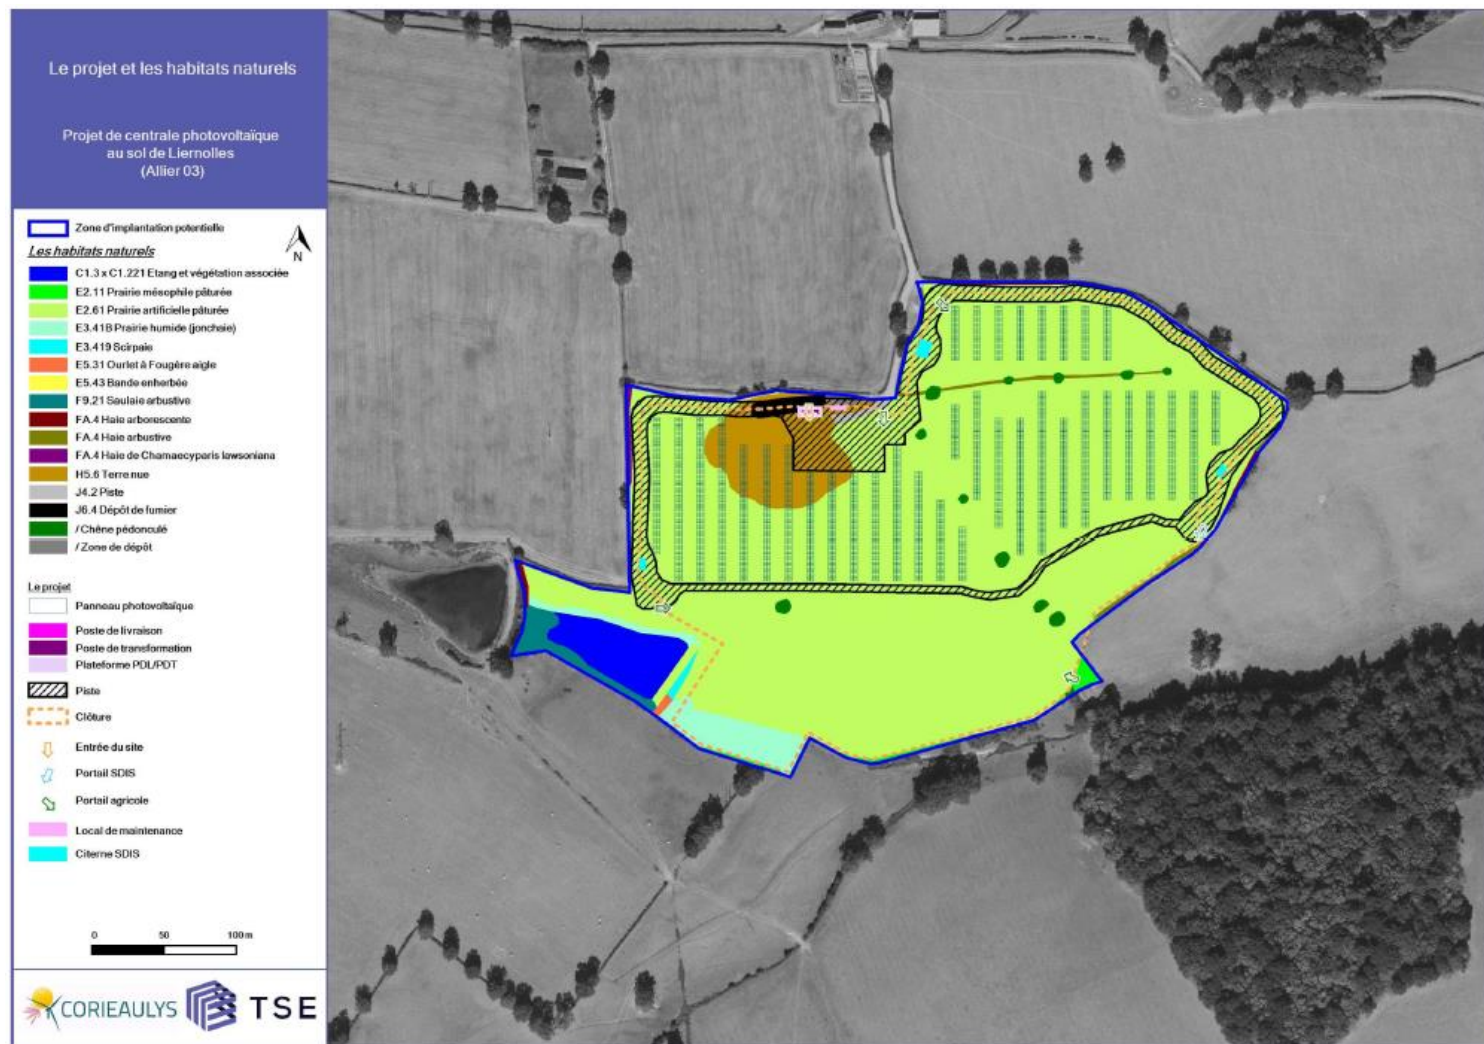 Le projet et les habitats naturels
Projet de centrale photovoltaïque
au sol de Liernolles
(Allier 03)
Zone d'implantation potentielle
Les habitats naturels
N
C1.3 x C1.221 Etang et végétation associée
E2.11 Prairie mésophile pâturée
E2.61 Prairie artificielle pâturée
E3.41B Prairie humide (jonchaie)
E3.419 Scirpaie
E5.31 Ourlet à Fougère aigle
E5.43 Bande enherbée
F9.21 Saulaie arbustive
FA.4 Haie arborescente
FA.4 Haie arbustive
FA.4 Haie de Chamaecyparis lawsoniana
H5.6 Terre nue
J4.2 Piste
J6.4 Dépôt de fumier
/ Chêne pédonculé
/ Zone de dépôt
Le projet
Panneau photovoltaïque
Poste de livraison
Poste de transformation
Plateforme PDL/PDT
Piste
Clôture
Entrée du site
Portail SDIS
Portail agricole
Local de maintenance
Citerne SDIS
0 50 100 m
CORIEAULYS TSE